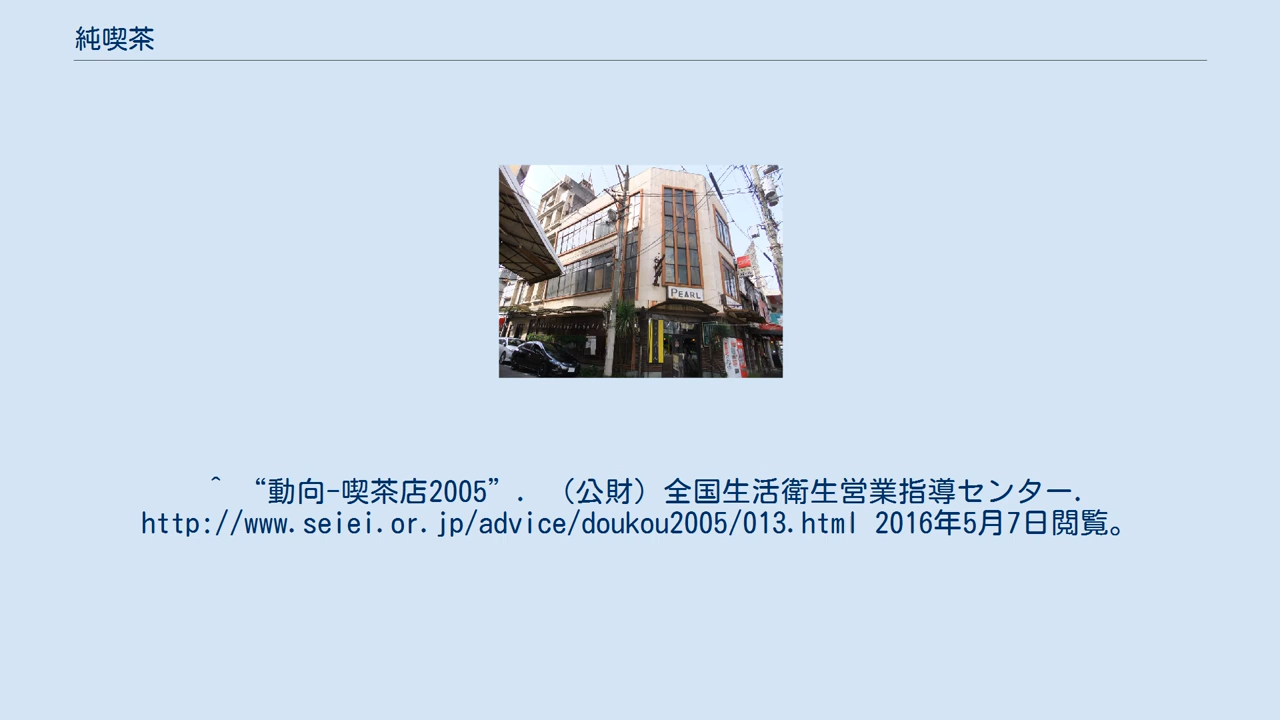 純喫茶
PEARL
^ “動向-喫茶店2005”. （公財）全国生活衛生営業指導センター.
http://www.seiei.or.jp/advice/doukou2005/013.html 2016年5月7日閲覧。